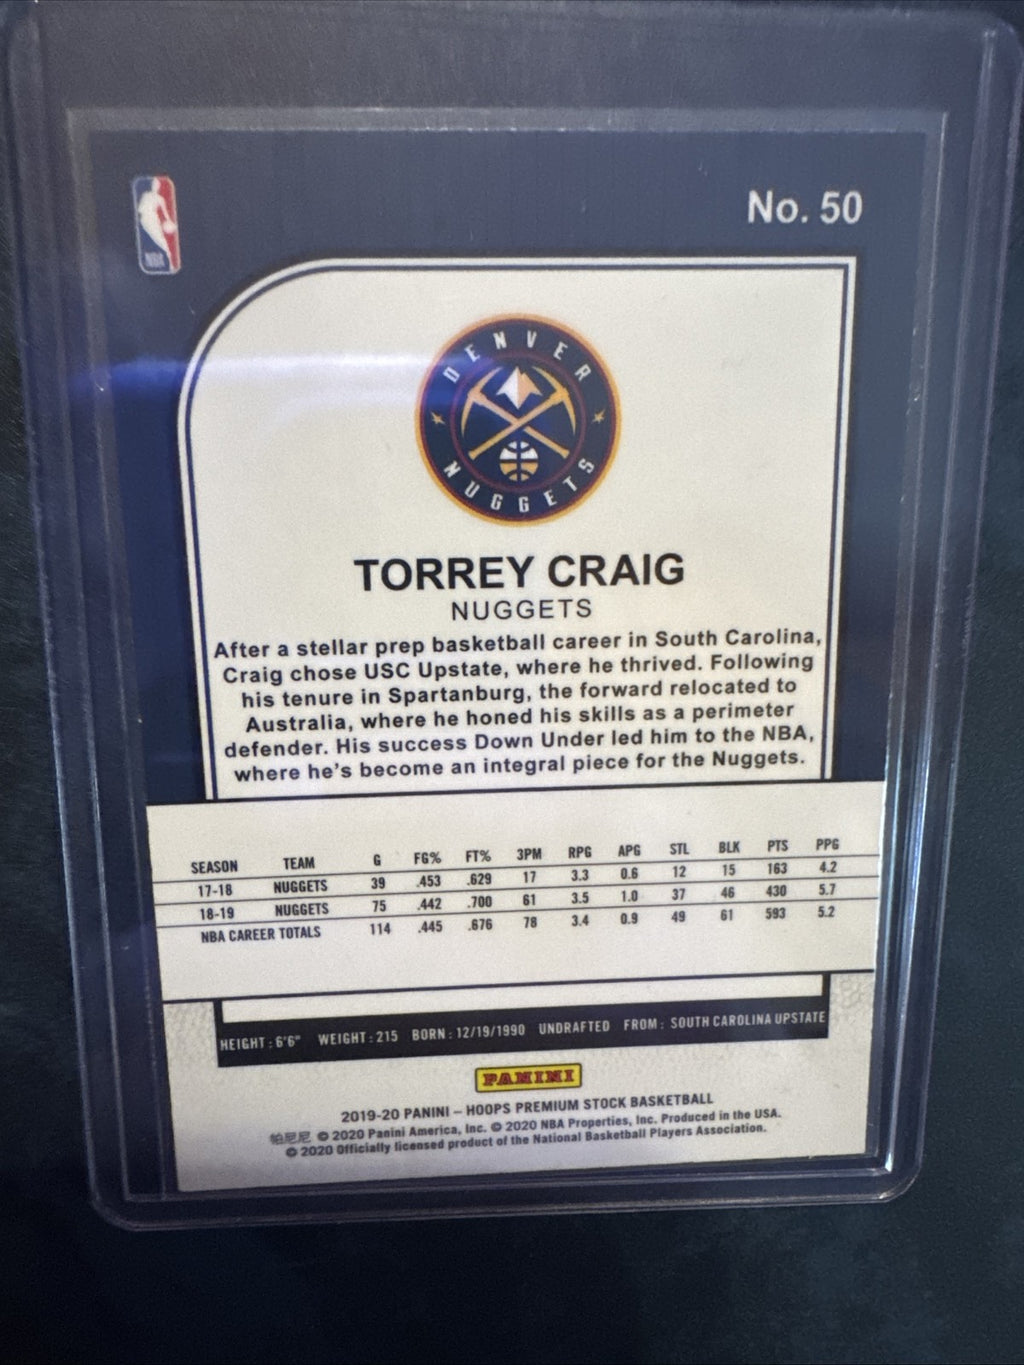 No. 50
NBA
DENVER
NUGGETS
TORREY CRAIG
NUGGETS
After a stellar prep basketball career in South Carolina,
Craig chose USC Upstate, where he thrived. Following
his tenure in Spartanburg, the forward relocated to
Australia, where he honed his skills as a perimeter
defender. His success Down Under led him to the NBA,
where he's become an integral piece for the Nuggets.
SEASON TEAM G FG% FT% 3PM RPG APG STL BLK PTS PPG
17-18 NUGGETS 39 .453 .629 17 3.3 0.6 12 15 163 4.2
18-19 NUGGETS 75 .442 .700 61 3.5 1.0 37 46 430 5.7
NBA CAREER TOTALS 114 .445 .676 78 3.4 0.9 49 61 593 5.2
HEIGHT : 6'6" WEIGHT : 215 BORN : 12/19/1990 UNDRAFTED FROM : SOUTH CAROLINA UPSTATE
PANINI
2019-20 PANINI – HOOPS PREMIUM STOCK BASKETBALL
帕尼尼 © 2020 Panini America, Inc. © 2020 NBA Properties, Inc. Produced in the USA.
© 2020 Officially licensed product of the National Basketball Players Association.